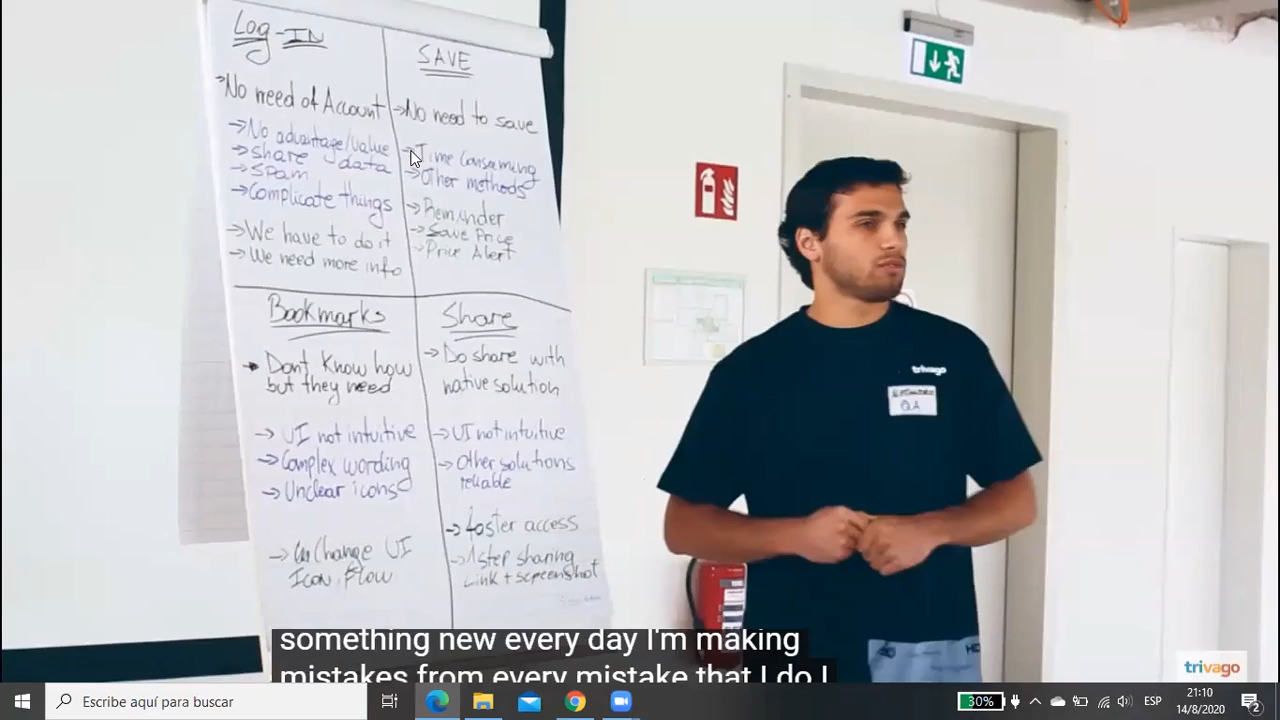 Log-IN
→No need of Account
→No advantage/value
→share data
→SPAM
→Complicate things
→We have to do it
→We need more info
SAVE
→No need to save
→Time Consuming
→Other methods
→Reminder
→Save Price
→Price Alert
Bookmarks
Dont Know how
but they need
→UI not intuitive
→Complex wording
→Unclear icons
→Change UI
Icon, Flow
Share
→Do share with
native solution
→UI not intuitive
→Other solutions
reliable
→faster access
→1 step sharing
Link + screenshot
trivago
QA
something new every day I'm making
mistakes from every mistake that I do I
trivago
Escribe aquí para buscar
30%
ESP
21:10
14/8/2020
2